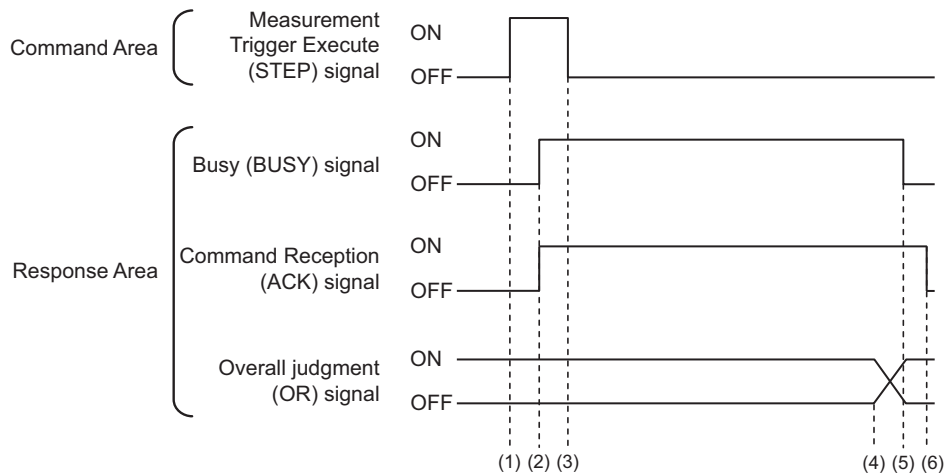 Command Area
Measurement
Trigger Execute
(STEP) signal
ON
OFF
Response Area
Busy (BUSY) signal
ON
OFF
Command Reception
(ACK) signal
ON
OFF
Overall judgment
(OR) signal
ON
OFF
(1) (2) (3) (4) (5) (6)